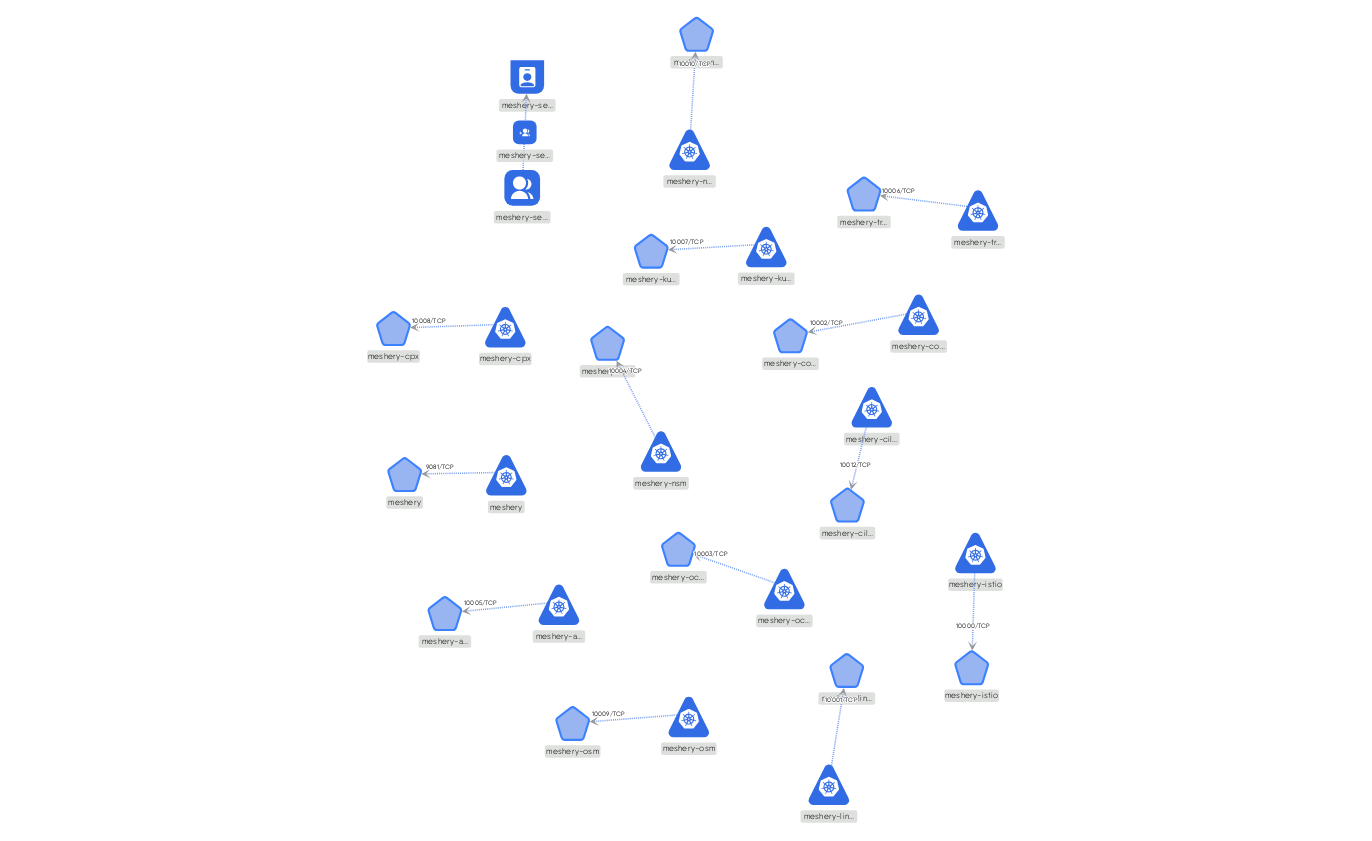 10010/TCP
meshery-se...
meshery-se...
meshery-n...
meshery-se...
10006/TCP
meshery-tr...
meshery-tr...
10007/TCP
meshery-ku...
meshery-ku...
10008/TCP
meshery-cpx
meshery-cpx
10002/TCP
meshery-co...
meshery-co...
10004/TCP
meshery-cil...
10012/TCP
9081/TCP
meshery
meshery
meshery-nsm
meshery-cil...
10003/TCP
meshery-oc...
meshery-oc...
meshery-istio
10000/TCP
meshery-istio
10005/TCP
meshery-a...
meshery-a...
10001/TCP
10009/TCP
meshery-osm
meshery-osm
meshery-lin...